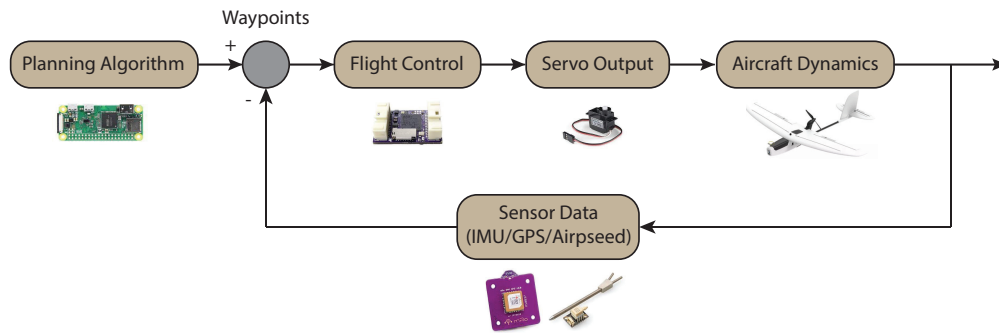 Waypoints
+
Planning Algorithm
Flight Control
Servo Output
Aircraft Dynamics
-
Sensor Data
(IMU/GPS/Airpseed)